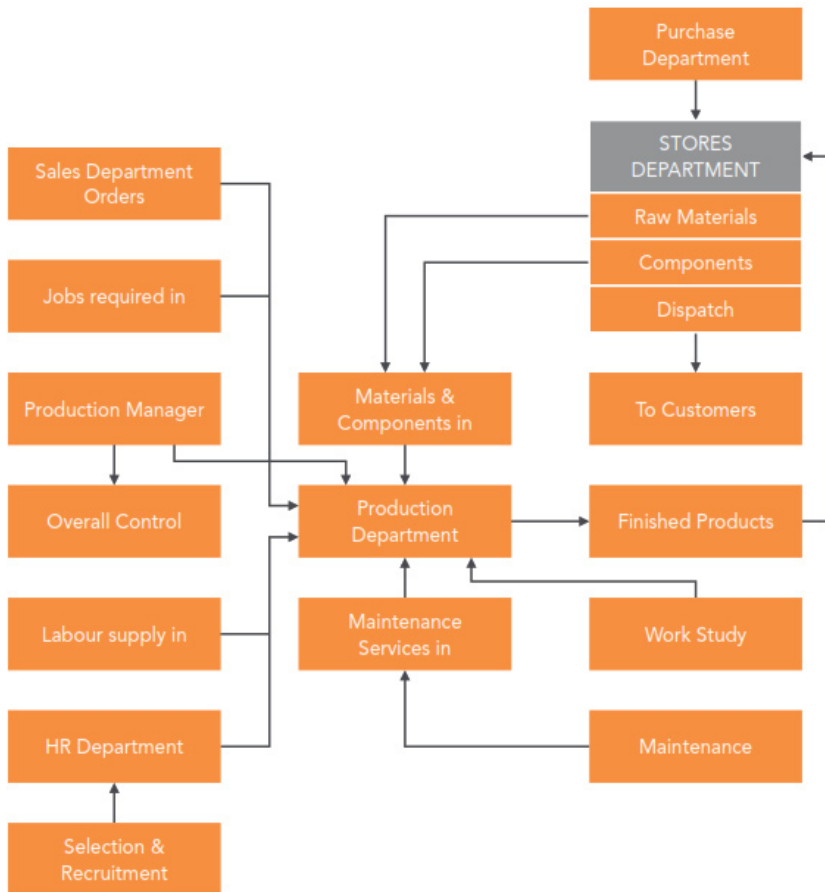 Purchase
Department
STORES
DEPARTMENT
Sales Department
Orders
Raw Materials
Components
Jobs required in
Dispatch
Production Manager
Materials &
Components in
To Customers
Overall Control
Production
Department
Finished Products
Labour supply in
Maintenance
Services in
Work Study
HR Department
Maintenance
Selection &
Recruitment